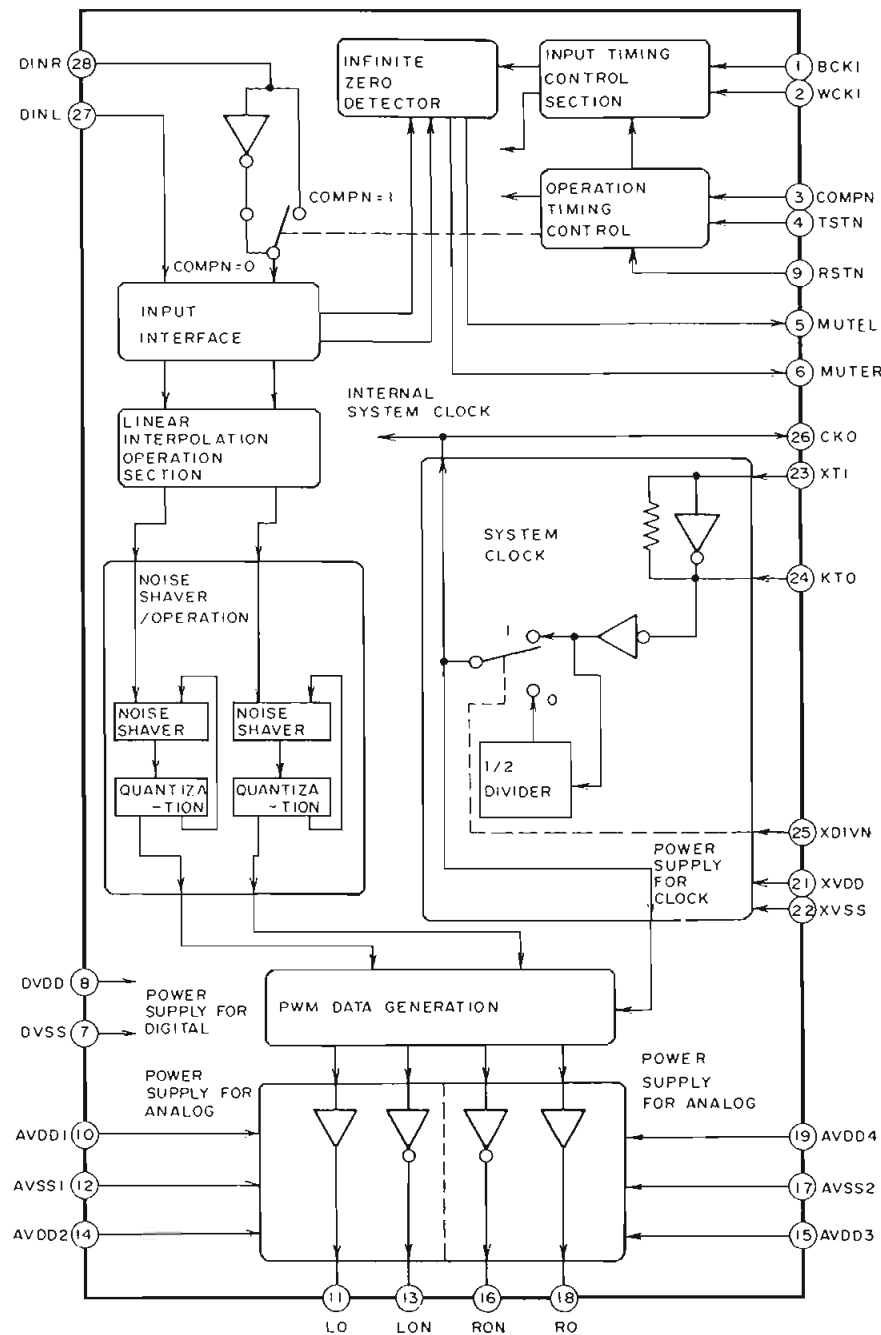 DINR 28
DINL 27
INFINITE
ZERO
DETECTOR
INPUT TIMING
CONTROL
SECTION
1 BCKI
2 WCKI
COMPN=1
OPERATION
TIMING
CONTROL
3 COMPN
4 TSTN
9 RSTN
COMPN=0
INPUT
INTERFACE
5 MUTEL
6 MUTER
INTERNAL
SYSTEM CLOCK
26 CKO
LINEAR
INTERPOLATION
OPERATION
SECTION
23 XTI
SYSTEM
CLOCK
24 KTO
NOISE
SHAVER
/OPERATION
1
0
NOISE
SHAVER
NOISE
SHAVER
1/2
DIVIDER
QUANTIZA
-TION
QUANTIZA
-TION
25 XDIVN
POWER
SUPPLY
FOR
CLOCK
21 XVDD
22 XVSS
DVDD 8
DVSS 7
POWER
SUPPLY FOR
DIGITAL
PWM DATA GENERATION
POWER
SUPPLY FOR
ANALOG
POWER
SUPPLY
FOR ANALOG
AVDD1 10
AVSS1 12
AVDD2 14
19 AVDD4
17 AVSS2
15 AVDD3
11 13 16 18
LO LON RON RO